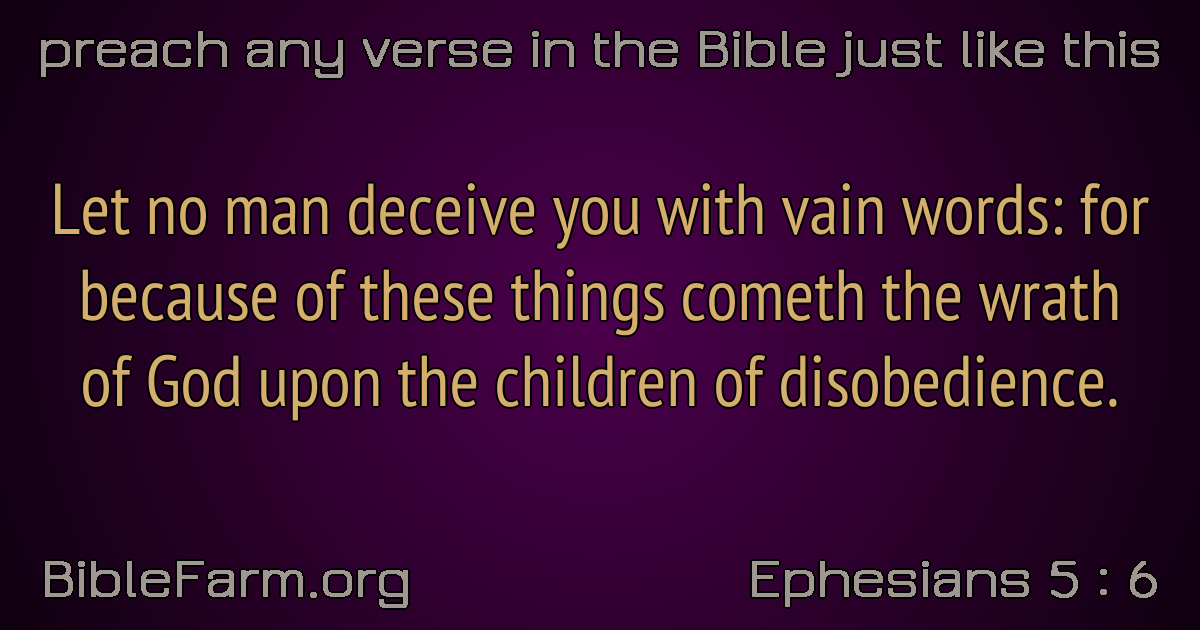 preach any verse in the Bible just like this
Let no man deceive you with vain words: for
because of these things cometh the wrath
of God upon the children of disobedience.
BibleFarm.org
Ephesians 5 : 6